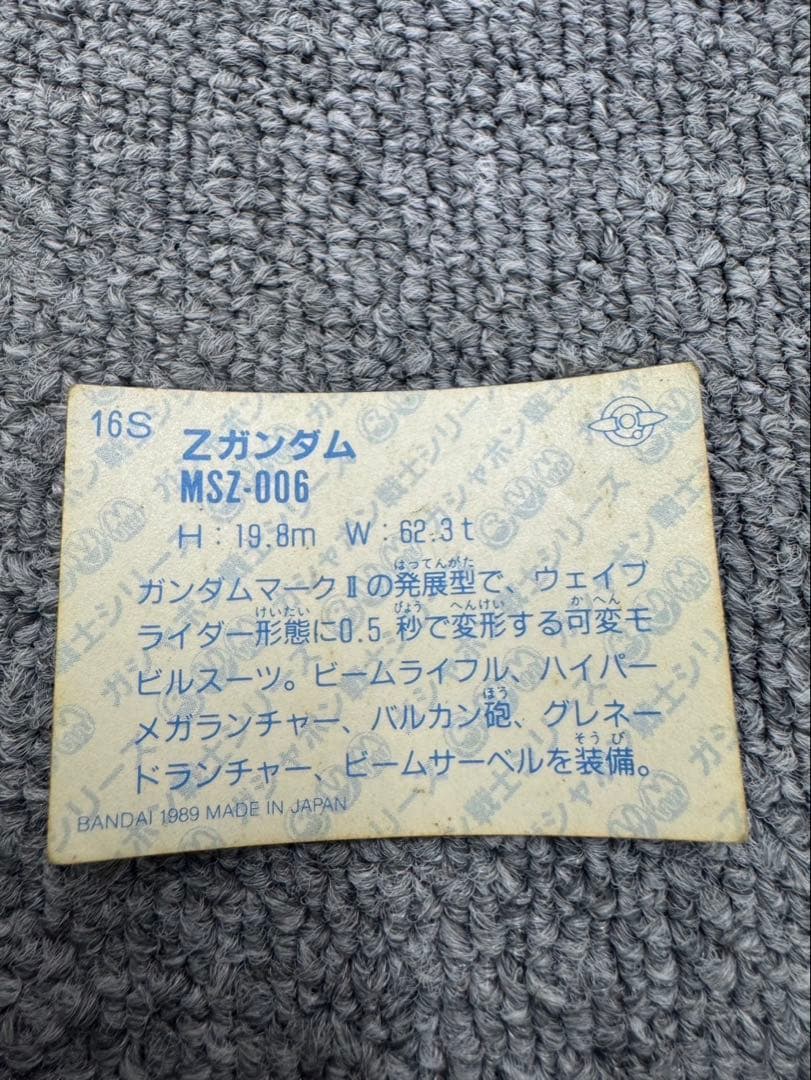 16S
Zガンダム
MSZ-006
H:19.8m W:62.3t
ガンダムマークⅡの発展型で、ウェイブ
ライダー形態に0.5秒で変形する可変モ
ビルスーツ。ビームライフル、ハイパー
メガランチャー、バルカン砲、グレネー
ドランチャー、ビームサーベルを装備。
BANDAI 1989 MADE IN JAPAN